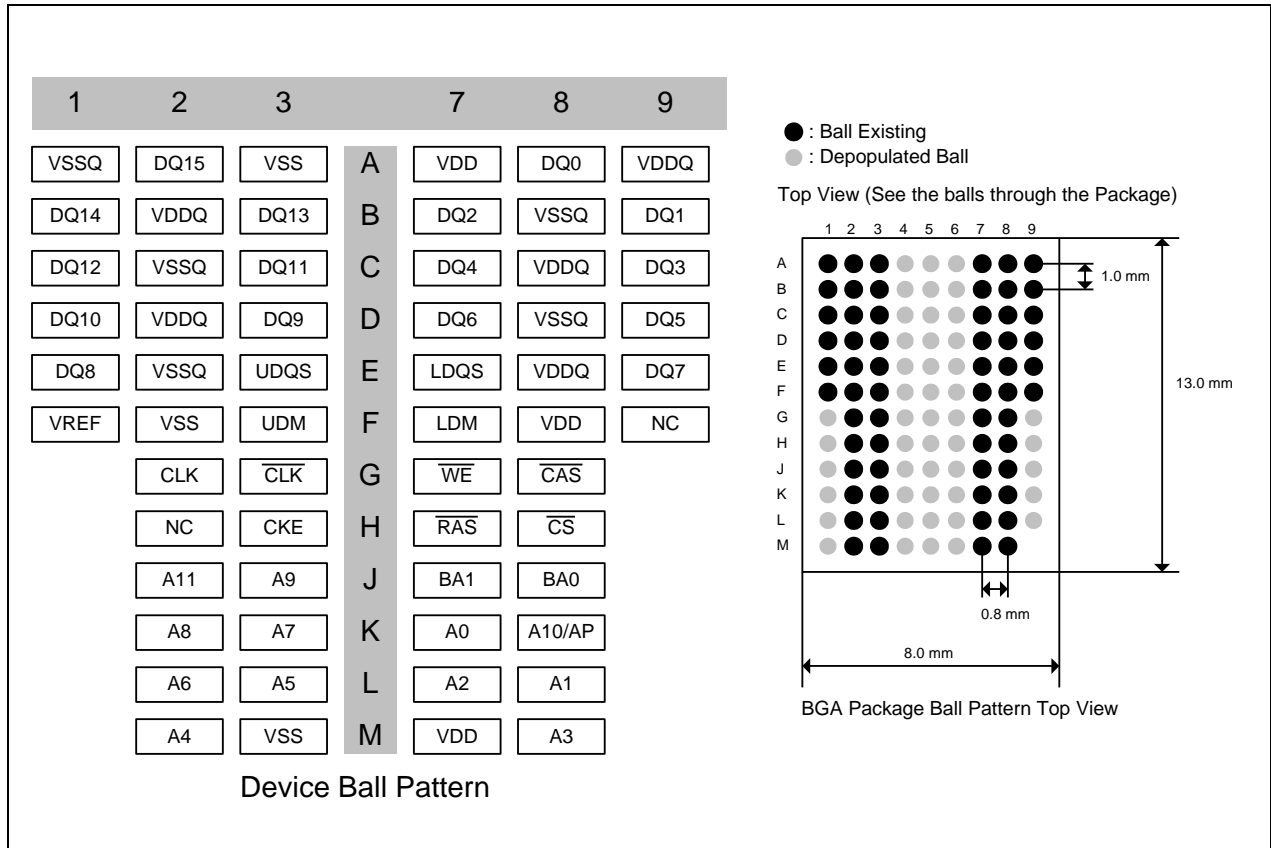 1 2 3 7 8 9
VSSQ DQ15 VSS A VDD DQ0 VDDQ
DQ14 VDDQ DQ13 B DQ2 VSSQ DQ1
DQ12 VSSQ DQ11 C DQ4 VDDQ DQ3
DQ10 VDDQ DQ9 D DQ6 VSSQ DQ5
DQ8 VSSQ UDQS E LDQS VDDQ DQ7
VREF VSS UDM F LDM VDD NC
CLK C̅L̅K̅ G W̅E̅ C̅A̅S̅
NC CKE H R̅A̅S̅ C̅S̅
A11 A9 J BA1 BA0
A8 A7 K A0 A10/AP
A6 A5 L A2 A1
A4 VSS M VDD A3
Device Ball Pattern
: Ball Existing
: Depopulated Ball
Top View (See the balls through the Package)
1 2 3 4 5 6 7 8 9
A
B
C
D
E
F
G
H
J
K
L
M
1.0 mm
13.0 mm
0.8 mm
8.0 mm
BGA Package Ball Pattern Top View